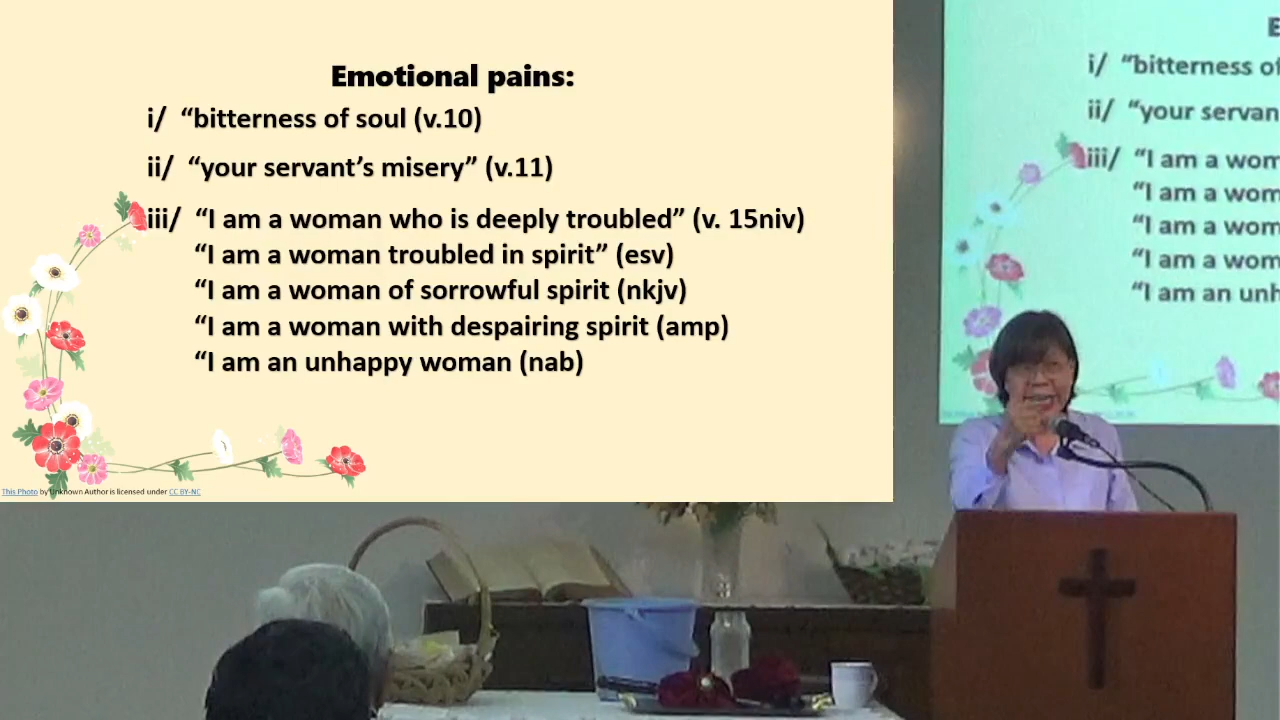 Emotional pains:
i/ “bitterness of soul (v.10)
ii/ “your servant’s misery” (v.11)
iii/ “I am a woman who is deeply troubled” (v. 15niv)
“I am a woman troubled in spirit” (esv)
“I am a woman of sorrowful spirit (nkjv)
“I am a woman with despairing spirit (amp)
“I am an unhappy woman (nab)
This Photo by Unknown Author is licensed under CC BY-NC
E
i/ “bitterness of
ii/ “your servan
iii/ “I am a wom
“I am a wom
“I am a wom
“I am a wom
“I am an unh